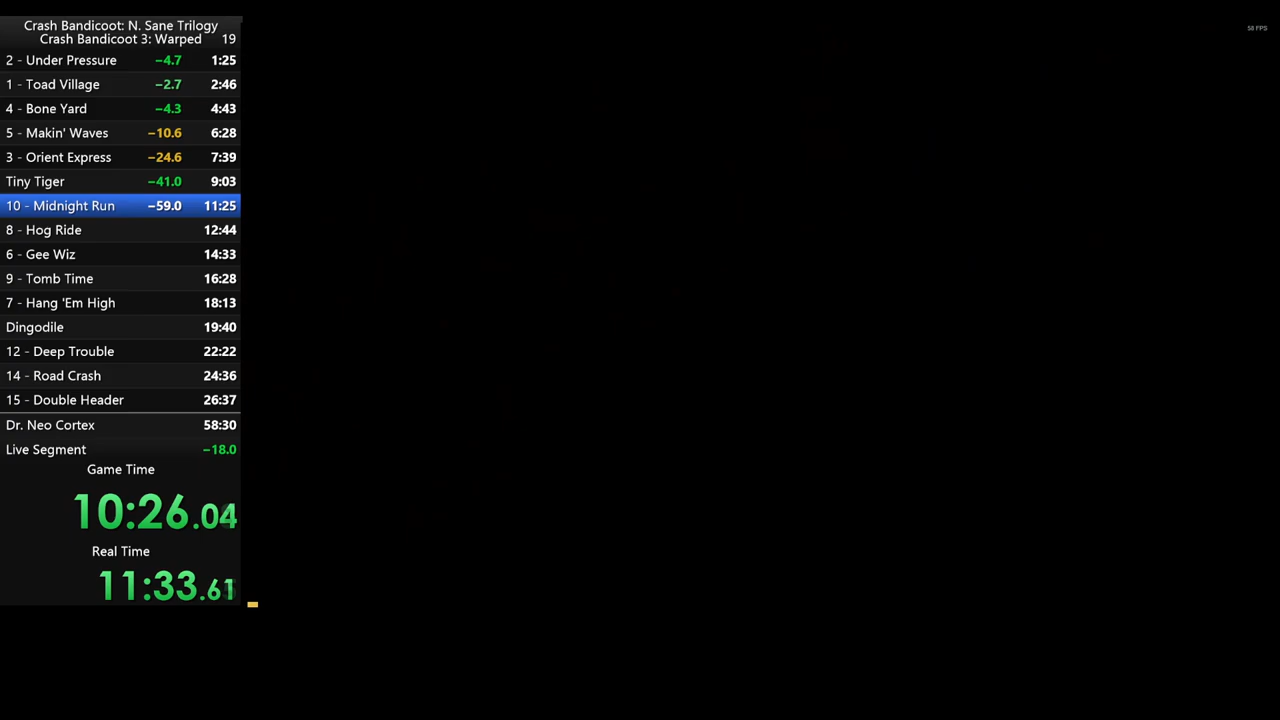 Crash Bandicoot: N. Sane Trilogy
Crash Bandicoot 3: Warped 19
2 - Under Pressure −4.7 1:25
1 - Toad Village −2.7 2:46
4 - Bone Yard −4.3 4:43
5 - Makin' Waves −10.6 6:28
3 - Orient Express −24.6 7:39
Tiny Tiger −41.0 9:03
10 - Midnight Run −59.0 11:25
8 - Hog Ride 12:44
6 - Gee Wiz 14:33
9 - Tomb Time 16:28
7 - Hang 'Em High 18:13
Dingodile 19:40
12 - Deep Trouble 22:22
14 - Road Crash 24:36
15 - Double Header 26:37
Dr. Neo Cortex 58:30
Live Segment −18.0
Game Time
10:26.04
Real Time
11:33.61
58 FPS